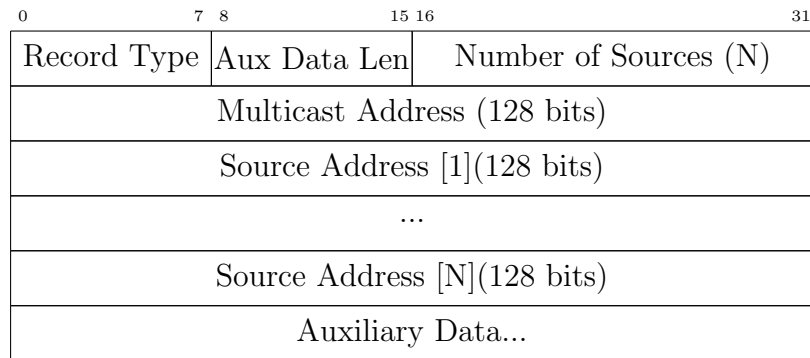 0 7 8 15 16 31
Record Type Aux Data Len Number of Sources (N)
Multicast Address (128 bits)
Source Address [1](128 bits)
...
Source Address [N](128 bits)
Auxiliary Data...